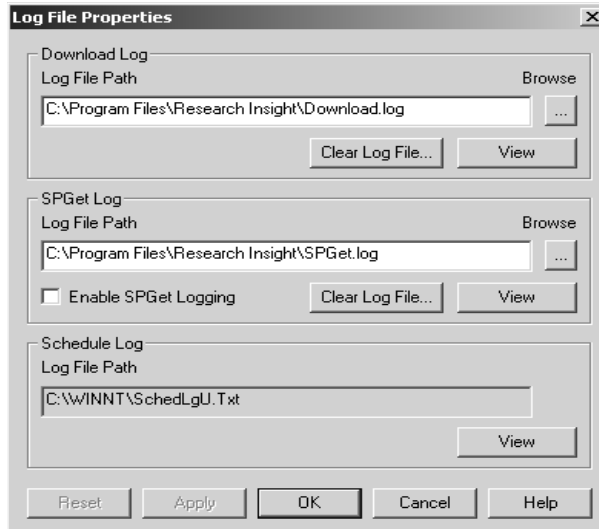 Log File Properties
Download Log
Log File Path Browse
C:\Program Files\Research Insight\Download.log ...
Clear Log File... View
SPGet Log
Log File Path Browse
C:\Program Files\Research Insight\SPGet.log ...
Enable SPGet Logging Clear Log File... View
Schedule Log
Log File Path
C:\WINNT\SchedLgU.Txt
View
Reset Apply OK Cancel Help